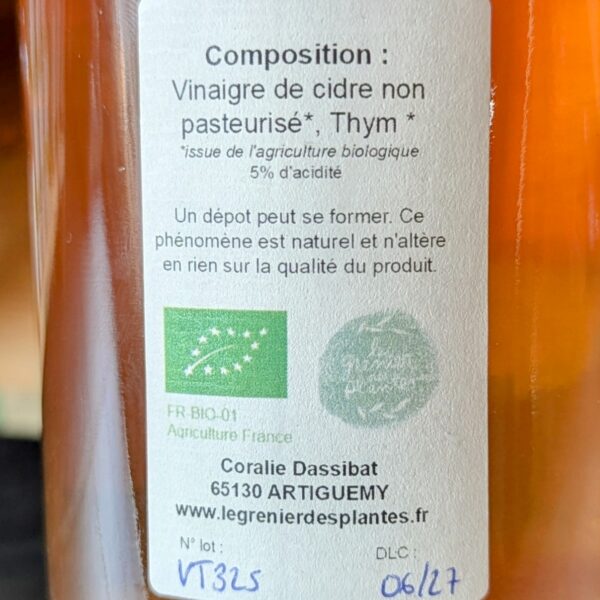 Composition :
Vinaigre de cidre non
pasteurisé*, Thym *
*issue de l'agriculture biologique
5% d'acidité
Un dépot peut se former. Ce
phénomène est naturel et n'altère
en rien sur la qualité du produit.
FR-BIO-01
Agriculture France
Coralie Dassibat
65130 ARTIGUEMY
www.legrenierdesplantes.fr
N° lot :
VT325
DLC :
06/27